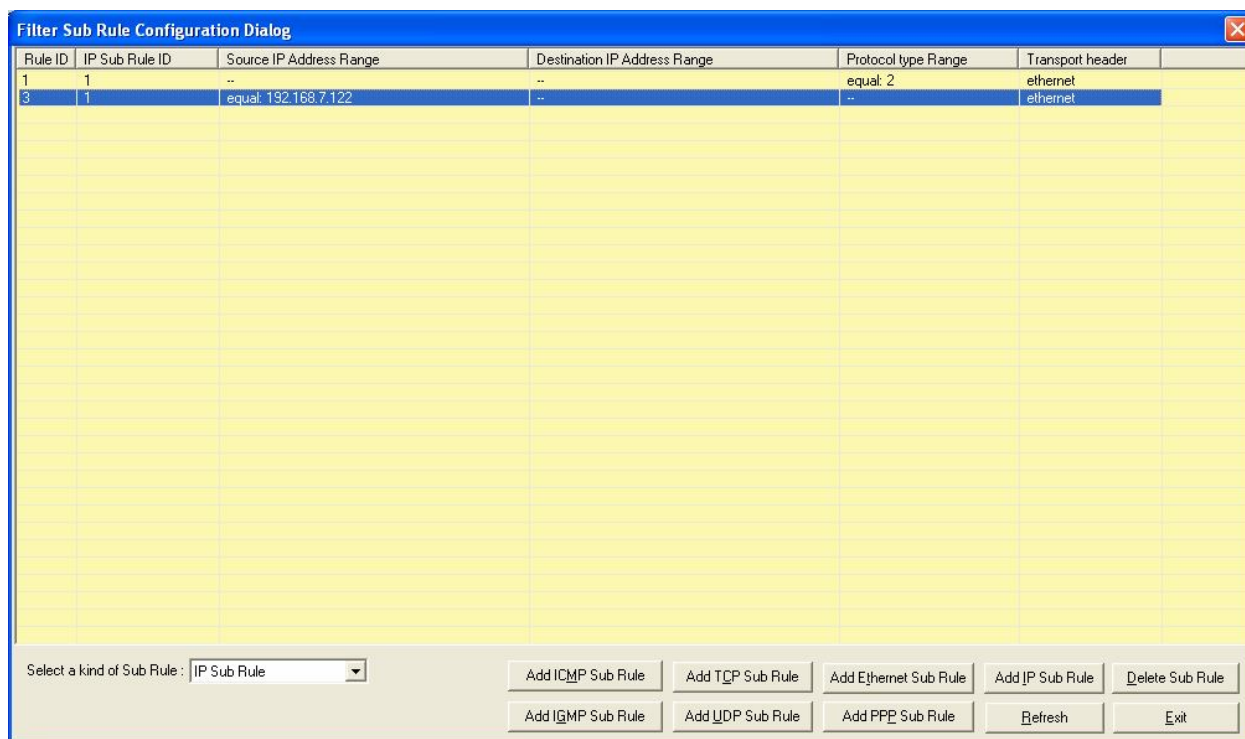 Filter Sub Rule Configuration Dialog
Rule ID IP Sub Rule ID Source IP Address Range Destination IP Address Range Protocol type Range Transport header
1 1 -- -- equal: 2 ethernet
3 1 equal: 192.168.7.122 -- -- ethernet
Select a kind of Sub Rule : IP Sub Rule
Add ICMP Sub Rule Add TCP Sub Rule Add Ethernet Sub Rule Add IP Sub Rule Delete Sub Rule
Add IGMP Sub Rule Add UDP Sub Rule Add PPP Sub Rule Refresh Exit